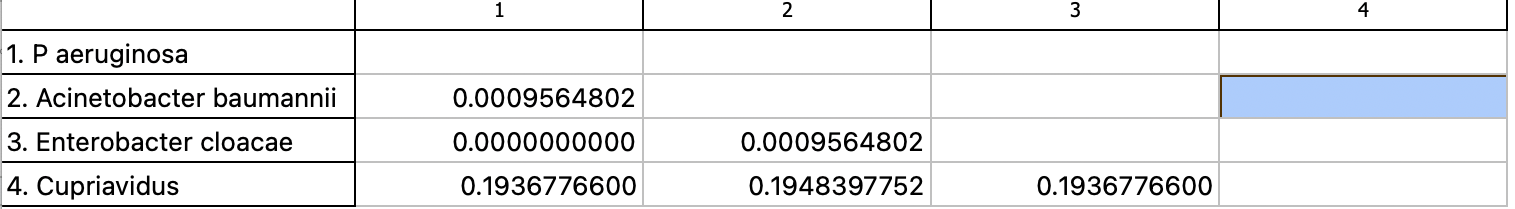 1 2 3 4
1. P aeruginosa
2. Acinetobacter baumannii 0.0009564802
3. Enterobacter cloacae 0.0000000000 0.0009564802
4. Cupriavidus 0.1936776600 0.1948397752 0.1936776600